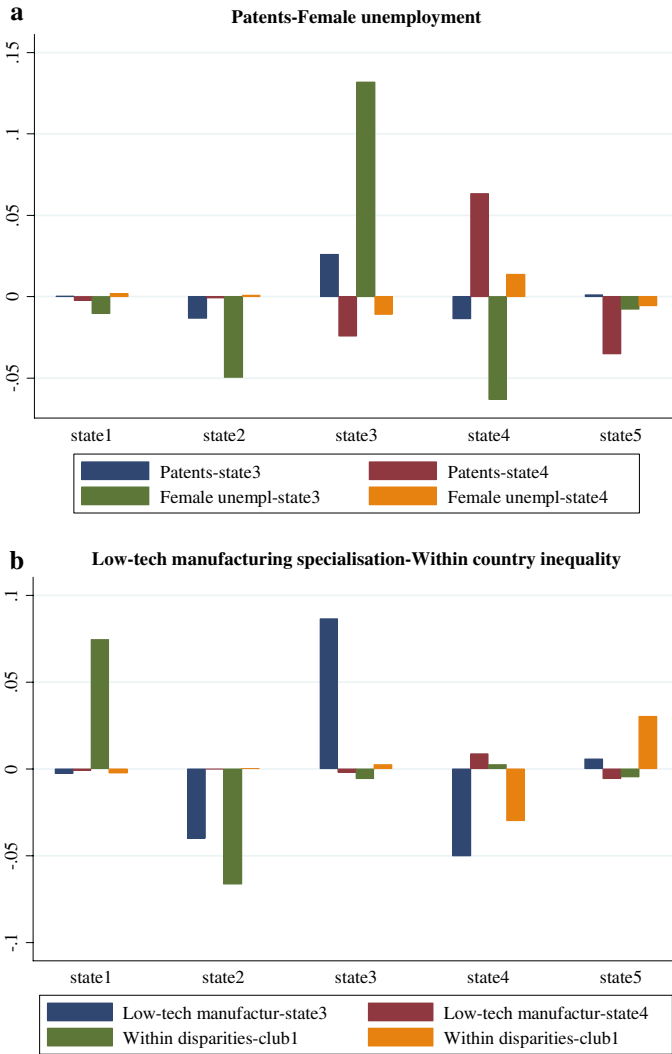 a
Patents-Female unemployment
.15
.1
.05
0
-.05
state1 state2 state3 state4 state5
Patents-state3 Patents-state4
Female unempl-state3 Female unempl-state4
b
Low-tech manufacturing specialisation-Within country inequality
.1
.05
0
-.05
-.1
state1 state2 state3 state4 state5
Low-tech manufactur-state3 Low-tech manufactur-state4
Within disparities-club1 Within disparities-club1